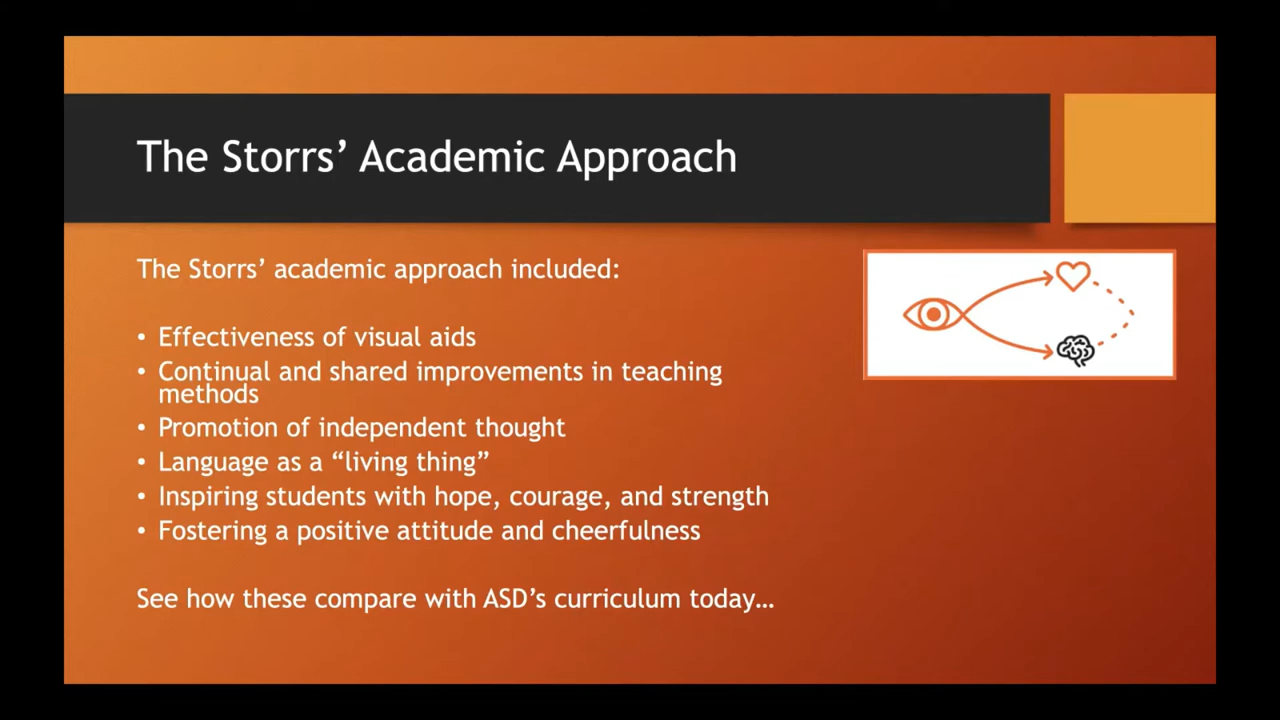 The Storrs’ Academic Approach
The Storrs’ academic approach included:
• Effectiveness of visual aids
• Continual and shared improvements in teaching
methods
• Promotion of independent thought
• Language as a “living thing”
• Inspiring students with hope, courage, and strength
• Fostering a positive attitude and cheerfulness
See how these compare with ASD’s curriculum today…